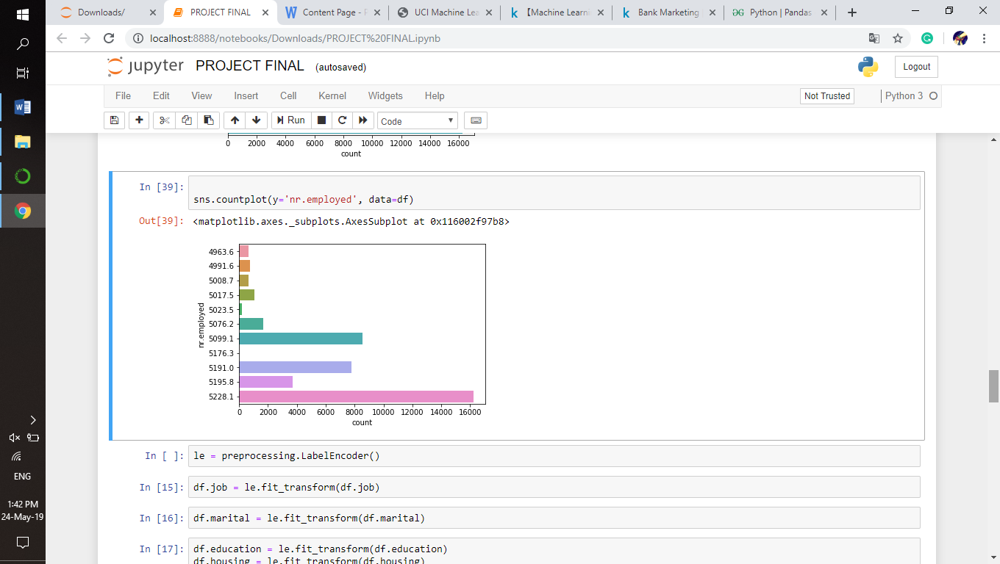 Downloads/
PROJECT FINAL
Content Page - P
UCI Machine Lea
【Machine Learni
Bank Marketing
Python | Pandas
localhost:8888/notebooks/Downloads/PROJECT%20FINAL.ipynb
jupyter PROJECT FINAL (autosaved)
Logout
File Edit View Insert Cell Kernel Widgets Help
Not Trusted
Python 3
Run
Code
0 2000 4000 6000 8000 10000 12000 14000 16000
count
In [39]:
sns.countplot(y='nr.employed', data=df)
Out[39]: <matplotlib.axes._subplots.AxesSubplot at 0x116002f97b8>
nr.employed
4963.6
4991.6
5008.7
5017.5
5023.5
5076.2
5099.1
5176.3
5191.0
5195.8
5228.1
0 2000 4000 6000 8000 10000 12000 14000 16000
count
In [ ]: le = preprocessing.LabelEncoder()
In [15]: df.job = le.fit_transform(df.job)
In [16]: df.marital = le.fit_transform(df.marital)
In [17]: df.education = le.fit_transform(df.education)
df.housing = le.fit_transform(df.housing)
ENG
1:42 PM
24-May-19